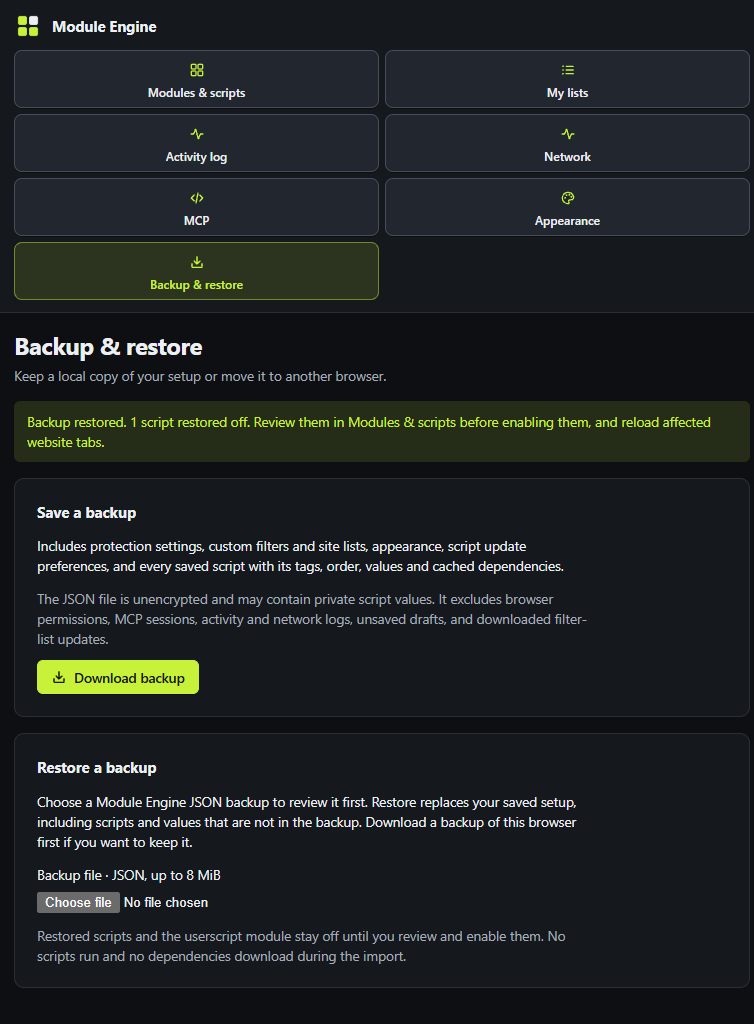 Module Engine
Modules & scripts
My lists
Activity log
Network
MCP
Appearance
Backup & restore
Backup & restore
Keep a local copy of your setup or move it to another browser.
Backup restored. 1 script restored off. Review them in Modules & scripts before enabling them, and reload affected
website tabs.
Save a backup
Includes protection settings, custom filters and site lists, appearance, script update
preferences, and every saved script with its tags, order, values and cached dependencies.
The JSON file is unencrypted and may contain private script values. It excludes browser
permissions, MCP sessions, activity and network logs, unsaved drafts, and downloaded filter-
list updates.
Download backup
Restore a backup
Choose a Module Engine JSON backup to review it first. Restore replaces your saved setup,
including scripts and values that are not in the backup. Download a backup of this browser
first if you want to keep it.
Backup file · JSON, up to 8 MiB
Choose file No file chosen
Restored scripts and the userscript module stay off until you review and enable them. No
scripts run and no dependencies download during the import.